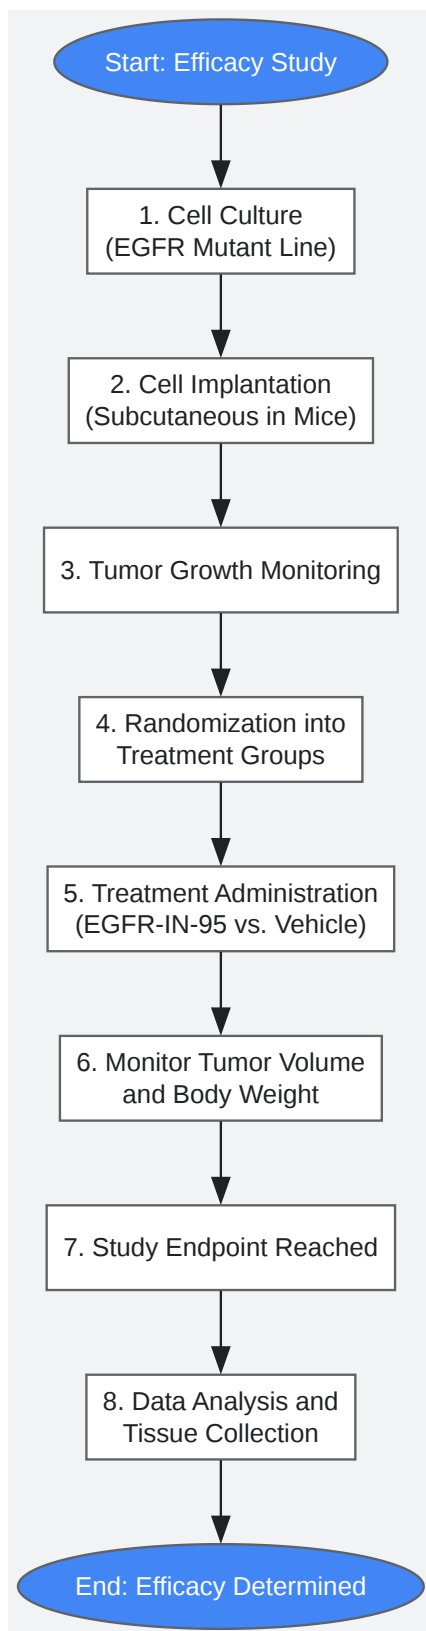 Start: Efficacy Study
1. Cell Culture
(EGFR Mutant Line)
2. Cell Implantation
(Subcutaneous in Mice)
3. Tumor Growth Monitoring
4. Randomization into
Treatment Groups
5. Treatment Administration
(EGFR-IN-95 vs. Vehicle)
6. Monitor Tumor Volume
and Body Weight
7. Study Endpoint Reached
8. Data Analysis and
Tissue Collection
End: Efficacy Determined